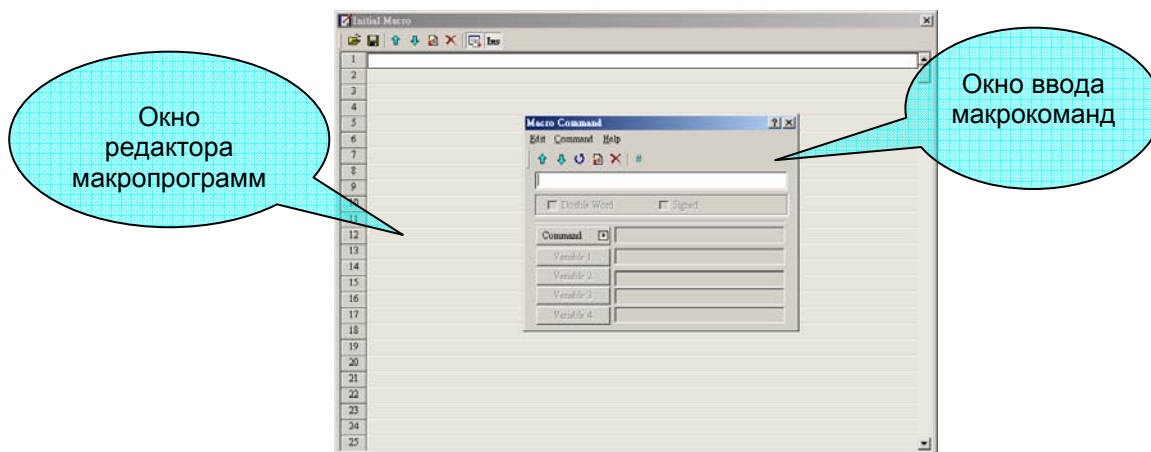 Initial Macro
Ins
1
2
3
4
5
6
7
8
9
10
11
12
13
14
15
16
17
18
19
20
21
22
23
24
25
Окно
редактора
макропрограмм
Macro Command
Edit Command Help
#
Double Word Signed
Command
Variable 1
Variable 2
Variable 3
Variable 4
Окно ввода
макрокоманд